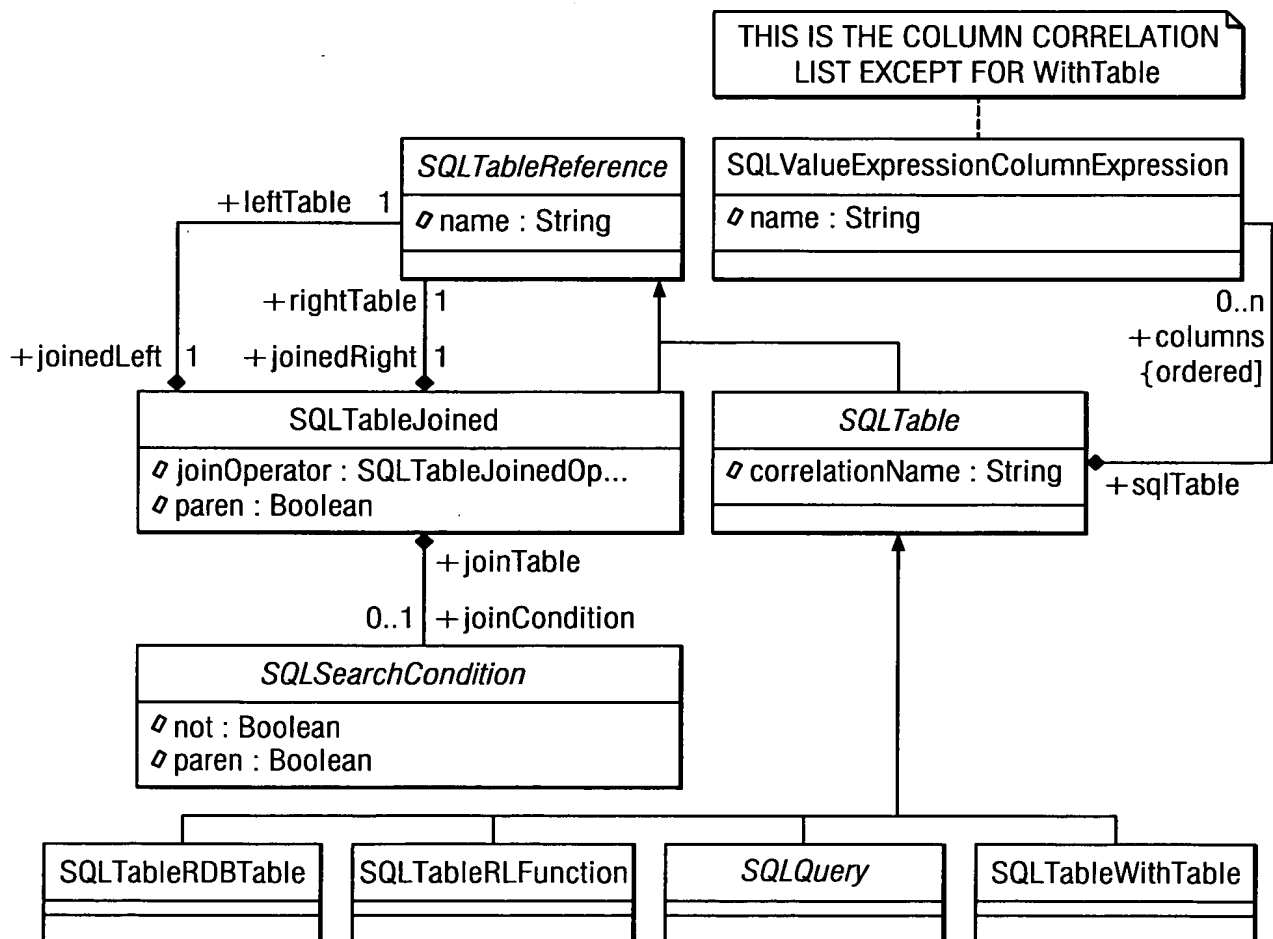 THIS IS THE COLUMN CORRELATION
LIST EXCEPT FOR WithTable
SQLTableReference
name : String
SQLValueExpressionColumnExpression
name : String
+leftTable 1
+rightTable 1
+joinedLeft 1
+joinedRight 1
0..n
+columns
{ordered]
SQLTableJoined
joinOperator : SQLTableJoinedOp...
paren : Boolean
SQLTable
correlationName : String
+sqlTable
+joinTable
0..1 +joinCondition
SQLSearchCondition
not : Boolean
paren : Boolean
SQLTableRDBTable
SQLTableRLFunction
SQLQuery
SQLTableWithTable